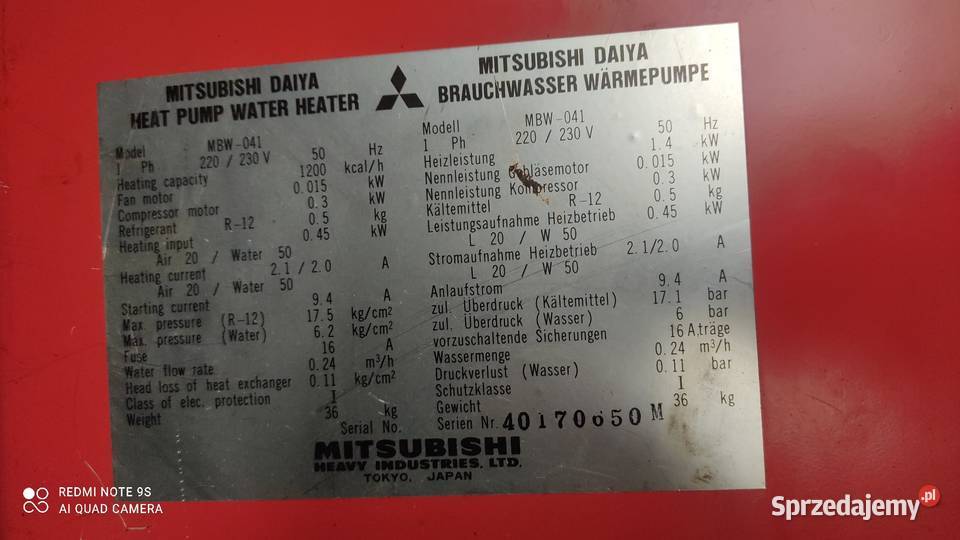 MITSUBISHI DAIYA
HEAT PUMP WATER HEATER
Model MBW-041
1 Ph 220 / 230 V 50 Hz
Heating capacity 1200 kcal/h
Fan motor 0.015 kW
Compressor motor 0.3 kW
Refrigerant R-12 0.5 kg
Heating input 0.45 kW
Air 20 / Water 50
Heating current 2.1/2.0 A
Air 20 / Water 50
Starting current 9.4 A
Max. pressure (R-12) 17.5 kg/cm²
Max. pressure (Water) 6.2 kg/cm²
Fuse 16 A
Water flow rate 0.24 m³/h
Head loss of heat exchanger 0.11 kg/cm²
Class of elec. protection 1
Weight 36 kg
Serial No.
MITSUBISHI DAIYA
BRAUCHWASSER WÄRMEPUMPE
Modell MBW-041
1 Ph 220 / 230 V 50 Hz
Heizleistung 1.4 kW
Nennleistung Gebläsemotor 0.015 kW
Nennleistung Kompressor 0.3 kW
Kältemittel R-12 0.5 kg
Leistungsaufnahme Heizbetrieb 0.45 kW
L 20 / W 50
Stromaufnahme Heizbetrieb 2.1/2.0 A
L 20 / W 50
Anlaufstrom 9.4 A
zul. Überdruck (Kältemittel) 17.1 bar
zul. Überdruck (Wasser) 6 bar
vorzuschaltende Sicherungen 16 A,träge
Wassermenge 0.24 m³/h
Druckverlust (Wasser) 0.11 bar
Schutzklasse 1
Gewicht 36 kg
Serien Nr. 40170650 M
MITSUBISHI
HEAVY INDUSTRIES, LTD.
TOKYO, JAPAN
REDMI NOTE 9S
AI QUAD CAMERA
Sprzedajemy.pl